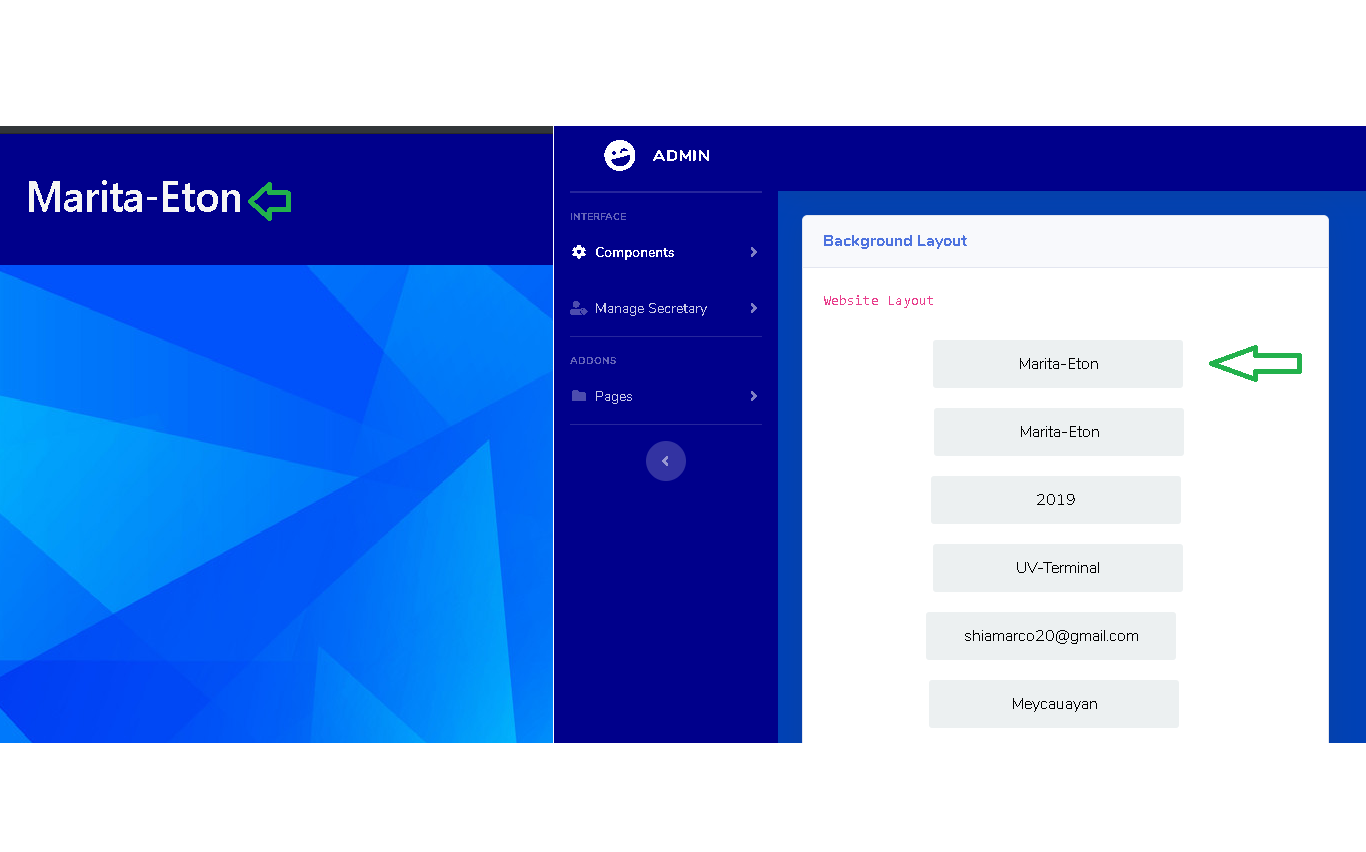 Marita-Eton
ADMIN
INTERFACE
Components
Manage Secretary
ADDONS
Pages
Background Layout
Website Layout
Marita-Eton
Marita-Eton
2019
UV-Terminal
shiamarco20@gmail.com
Meycauayan